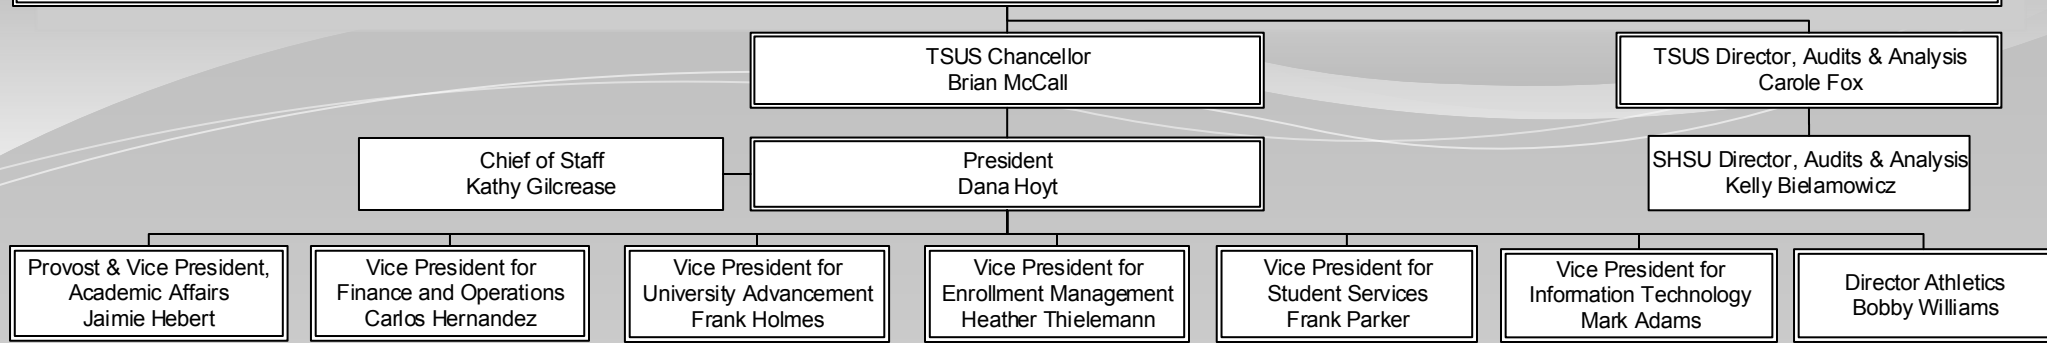 TSUS Chancellor
Brian McCall
TSUS Director, Audits & Analysis
Carole Fox
Chief of Staff
Kathy Gilcrease
President
Dana Hoyt
SHSU Director, Audits & Analysis
Kelly Bielamowicz
Provost & Vice President,
Academic Affairs
Jaimie Hebert
Vice President for
Finance and Operations
Carlos Hernandez
Vice President for
University Advancement
Frank Holmes
Vice President for
Enrollment Management
Heather Thielemann
Vice President for
Student Services
Frank Parker
Vice President for
Information Technology
Mark Adams
Director Athletics
Bobby Williams